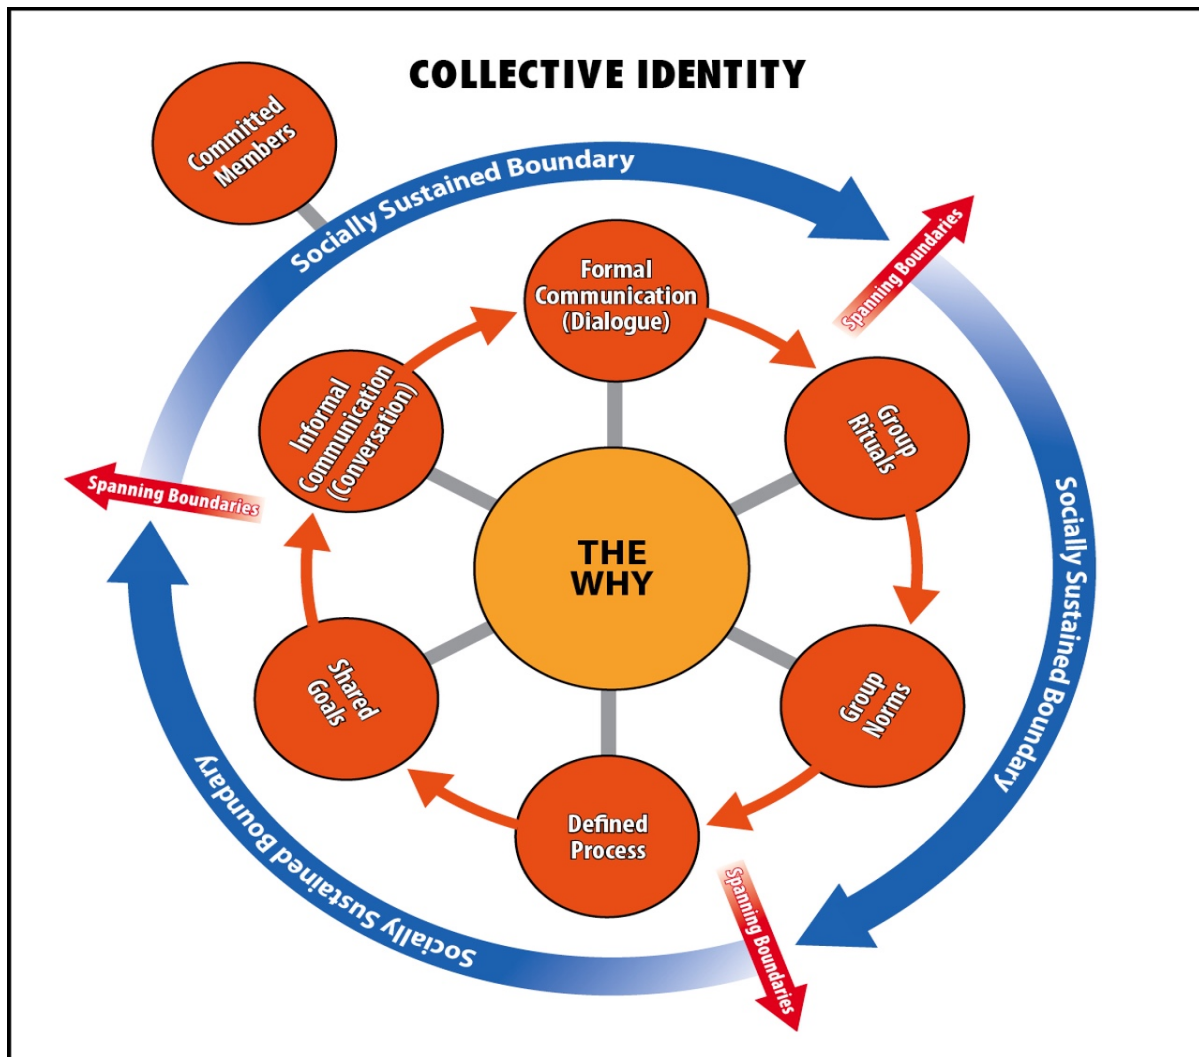 COLLECTIVE IDENTITY
Committed
Members
Socially Sustained Boundary
Spanning Boundaries
Formal
Communication
(Dialogue)
Group
Rituals
Informal
Communication
(Conversation)
Spanning Boundaries
THE
WHY
Socially Sustained Boundary
Shared
Goals
Group
Norms
Defined
Process
Socially Sustained Boundary
Spanning Boundaries